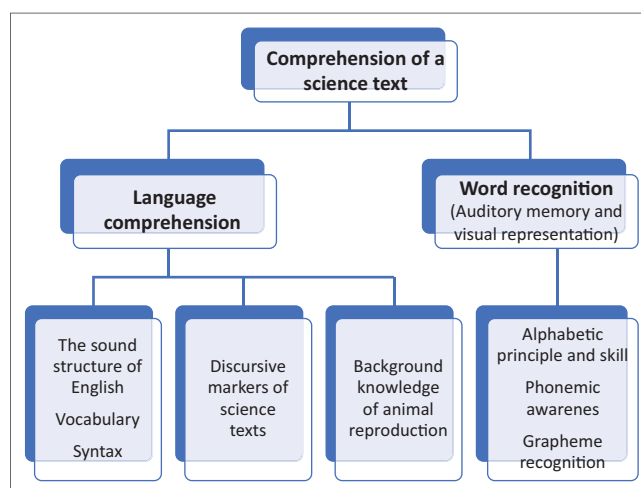 Comprehension of a
science text
Language
comprehension
Word recognition
(Auditory memory and
visual representation)
The sound
structure of
English
Vocabulary
Syntax
Discursive
markers of
science
texts
Background
knowledge
of animal
reproduction
Alphabetic
principle and skill
Phonemic
awarenes
Grapheme
recognition